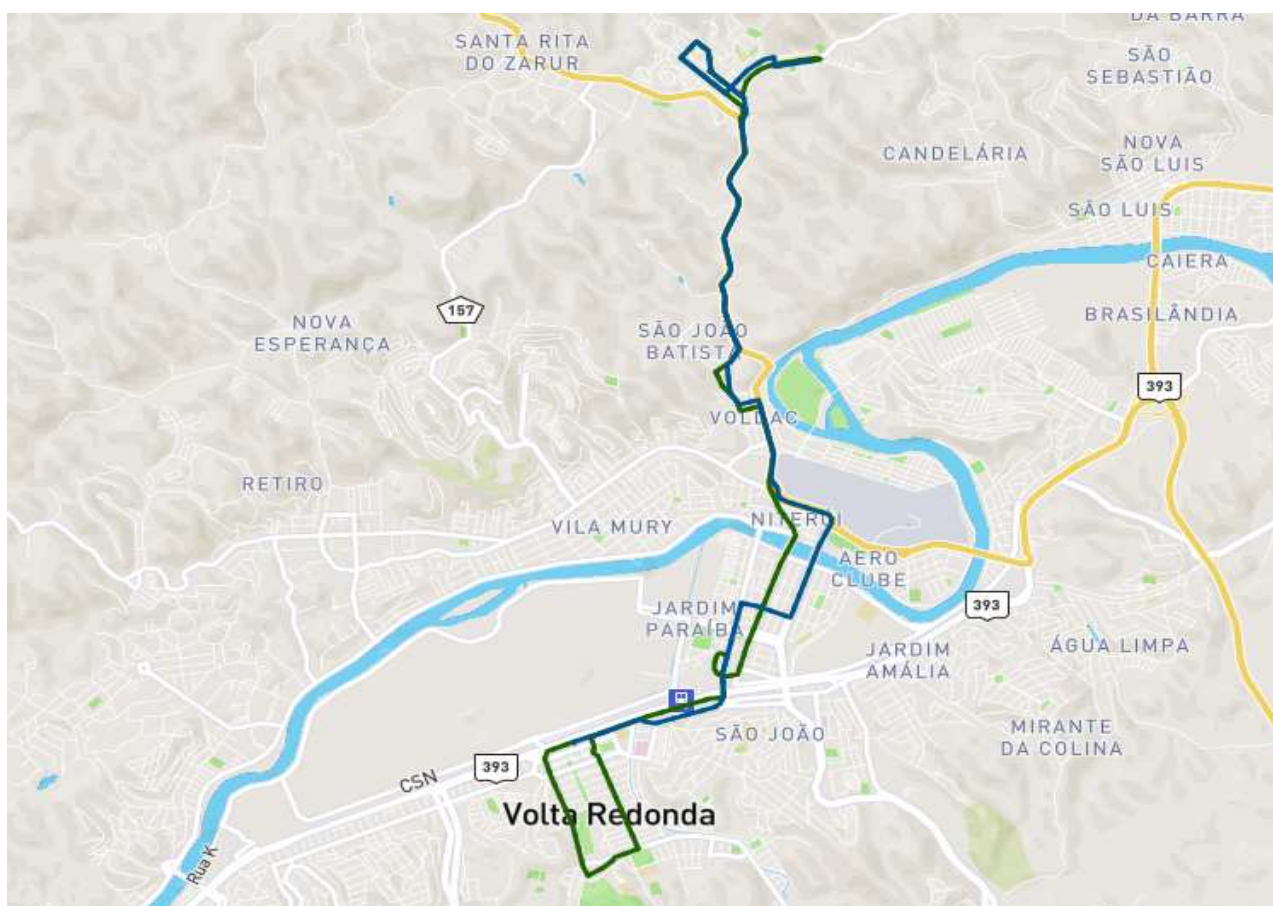 DA BARRA
SANTA RITA
DO ZARUR
SÃO
SEBASTIÃO
CANDELÁRIA
NOVA
SÃO LUIS
SÃO LUIS
CAIERA
BRASILÂNDIA
157
NOVA
ESPERANÇA
SÃO JOÃO
BATISTA
393
VOLDAC
RETIRO
VILA MURY
NITEROI
AERO
CLUBE
393
JARDIM
PARAÍBA
JARDIM
AMÁLIA
ÁGUA LIMPA
SÃO JOÃO
MIRANTE
DA COLINA
393
CSN
Volta Redonda
Rua K